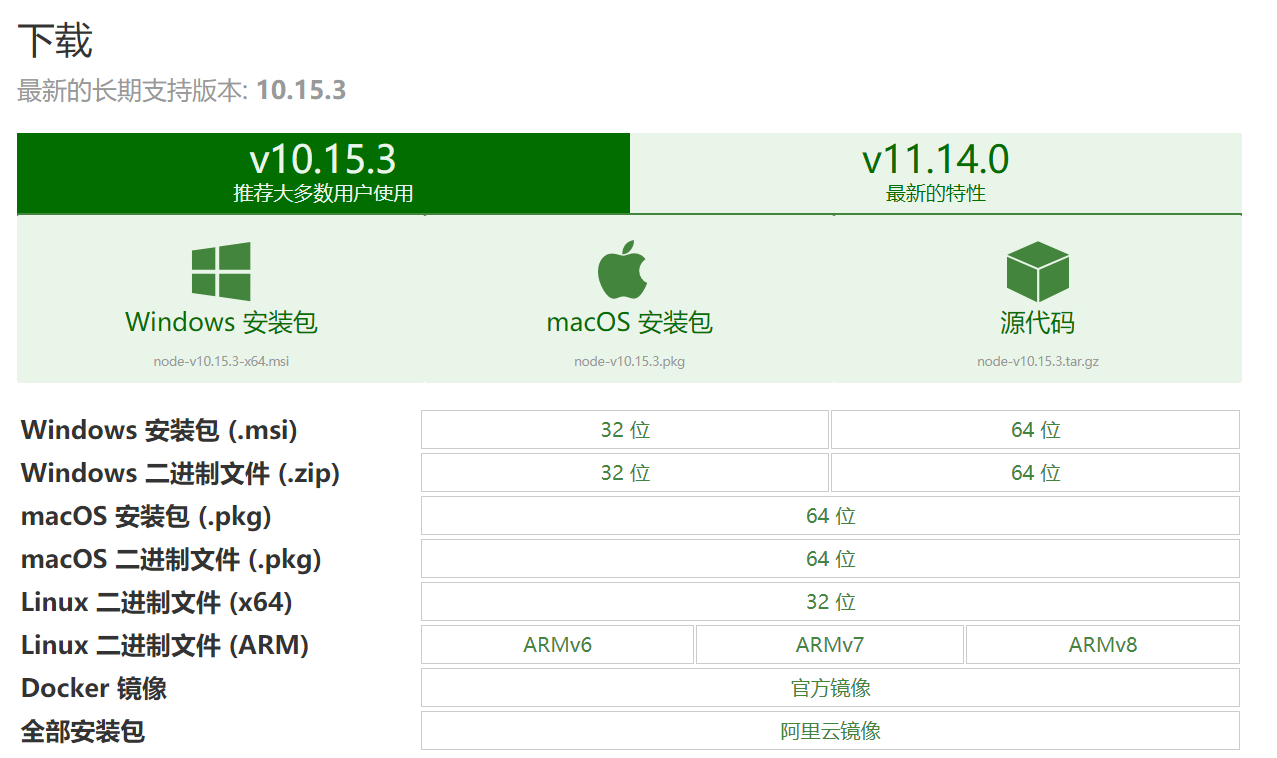 下载
最新的长期支持版本: 10.15.3
v10.15.3
推荐大多数用户使用
v11.14.0
最新的特性
Windows 安装包
node-v10.15.3-x64.msi
macOS 安装包
node-v10.15.3.pkg
源代码
node-v10.15.3.tar.gz
Windows 安装包 (.msi) 32 位 64 位
Windows 二进制文件 (.zip) 32 位 64 位
macOS 安装包 (.pkg) 64 位
macOS 二进制文件 (.pkg) 64 位
Linux 二进制文件 (x64) 32 位
Linux 二进制文件 (ARM) ARMv6 ARMv7 ARMv8
Docker 镜像 官方镜像
全部安装包 阿里云镜像